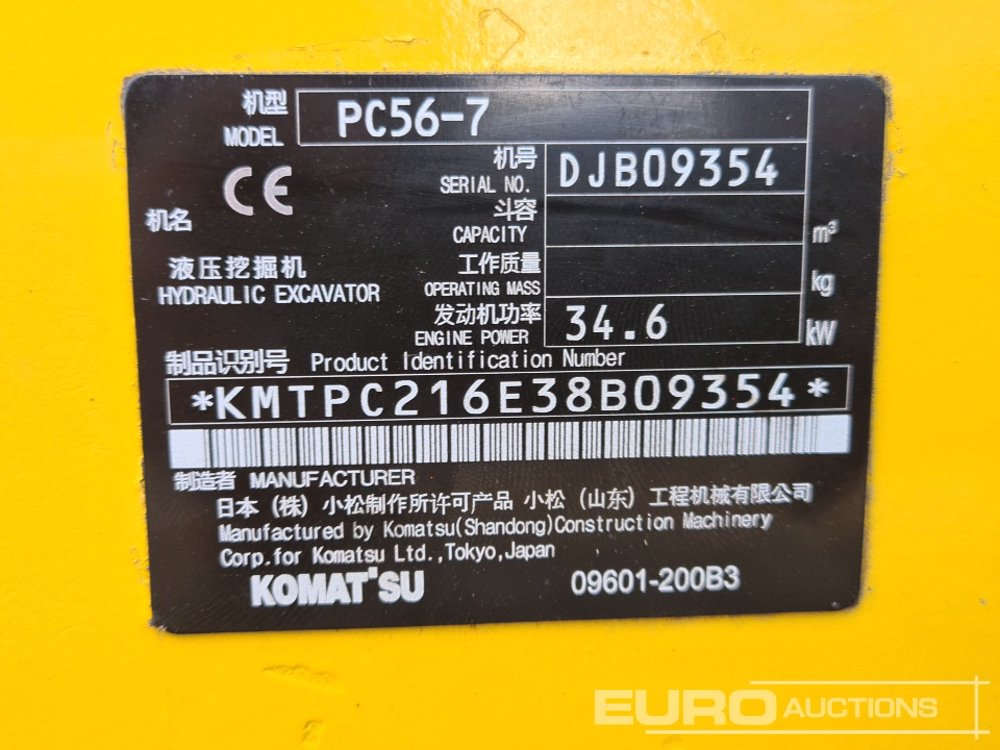 机型 PC56-7
MODEL
CE
机号 DJB09354
SERIAL NO.
机名
斗容
CAPACITY m³
液压挖掘机
HYDRAULIC EXCAVATOR
工作质量
OPERATING MASS kg
发动机功率 34.6
ENGINE POWER kW
制品识别号 Product Identification Number
*KMTPC216E38B09354*
制造者 MANUFACTURER
日本（株）小松制作所许可产品 小松（山东）工程机械有限公司
Manufactured by Komatsu(Shandong)Construction Machinery
Corp.for Komatsu Ltd.,Tokyo,Japan
KOMATSU 09601-200B3
EURO AUCTIONS